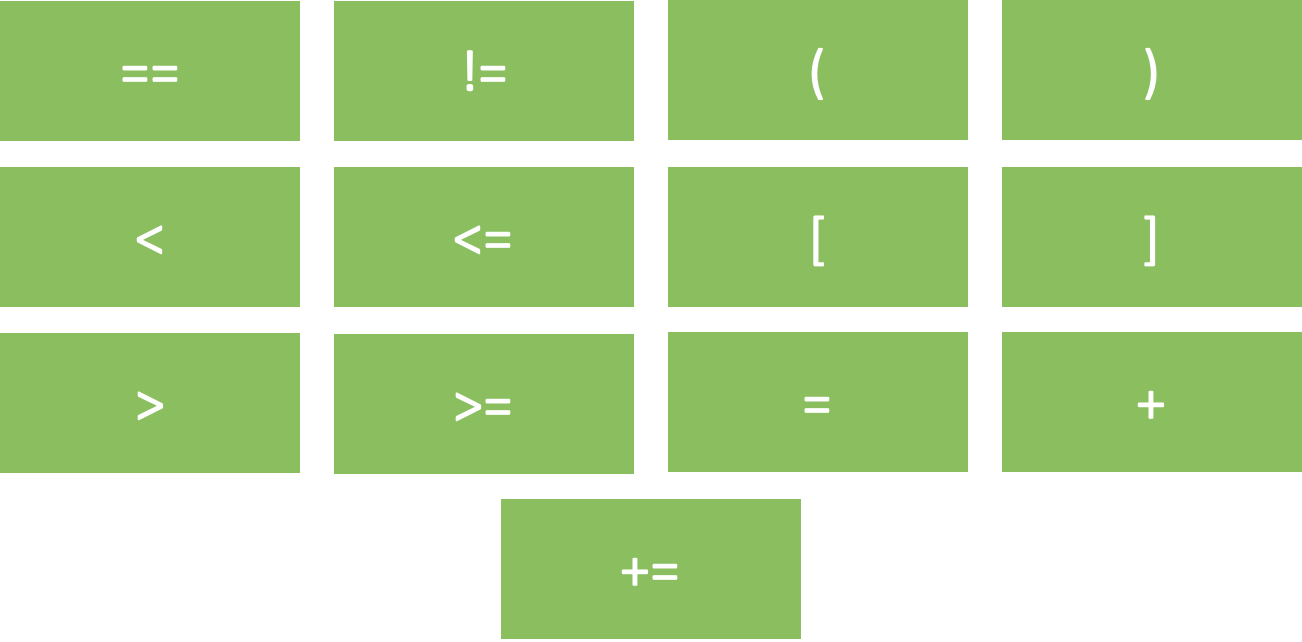 == != ( )
< <= [ ]
> >= = +
+=